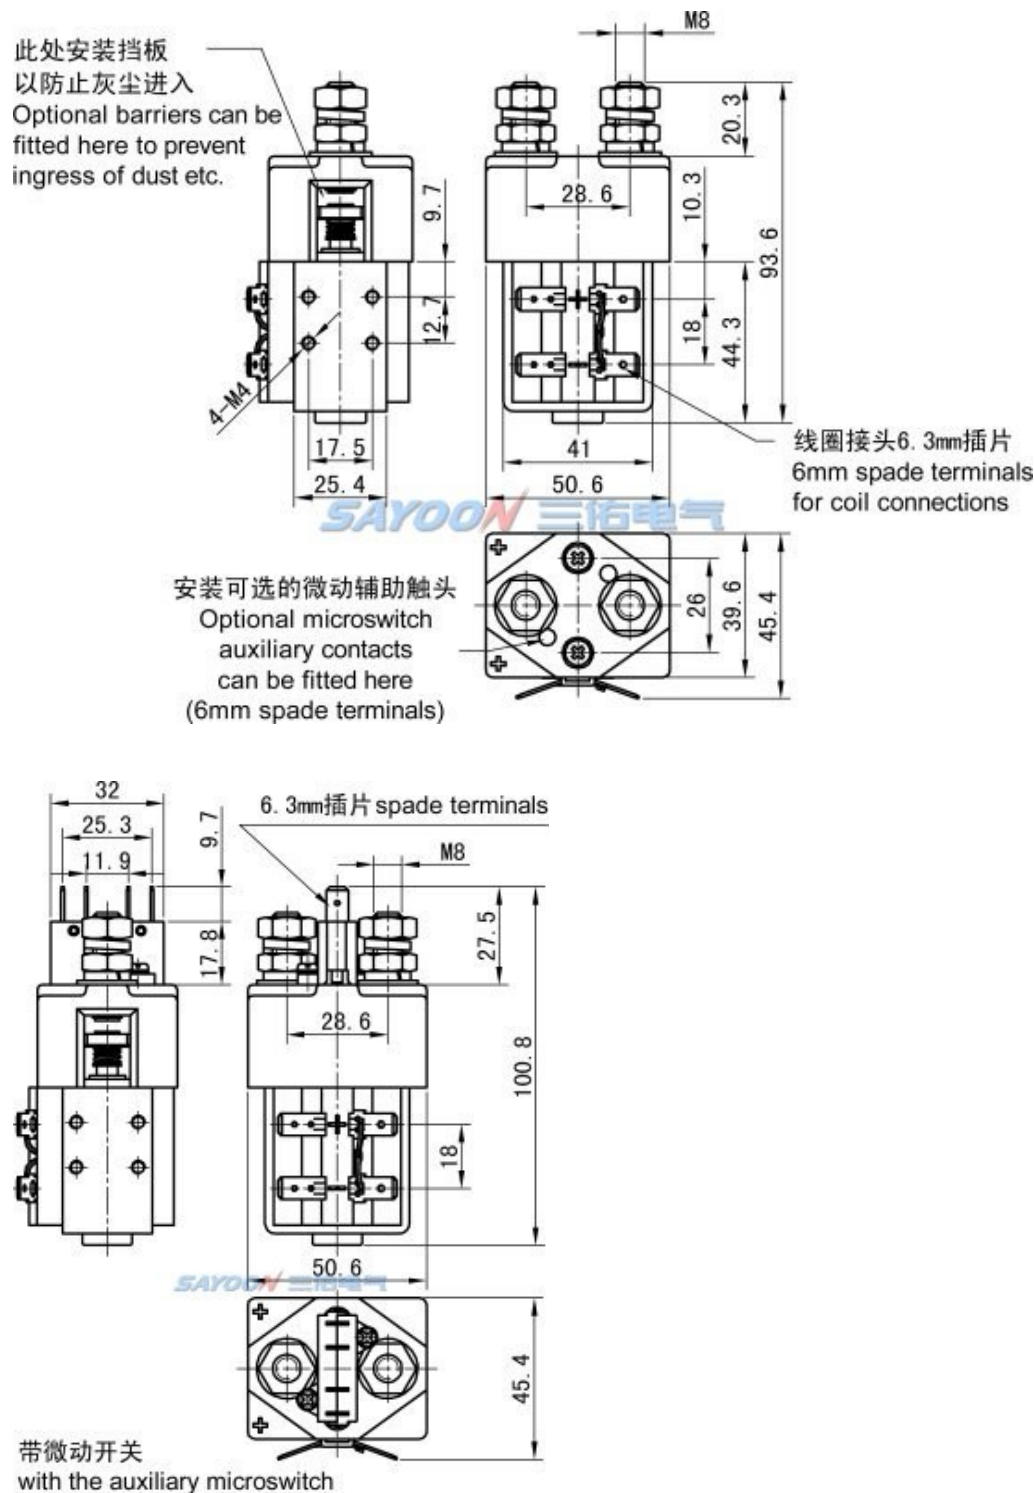 此处安装挡板
以防止灰尘进入
Optional barriers can be
fitted here to prevent
ingress of dust etc.
M8
20.3
28.6
10.3
93.6
9.7
12.7
18
44.3
4-M4
17.5
25.4
41
50.6
线圈接头6.3mm插片
6mm spade terminals
for coil connections
SAYOON 三佑电气
安装可选的微动辅助触头
Optional microswitch
auxiliary contacts
can be fitted here
(6mm spade terminals)
26
39.6
45.4
32
25.3
11.9
9.7
17.8
6.3mm插片spade terminals
M8
27.5
28.6
100.8
18
50.6
SAYOON 三佑电气
45.4
带微动开关
with the auxiliary microswitch